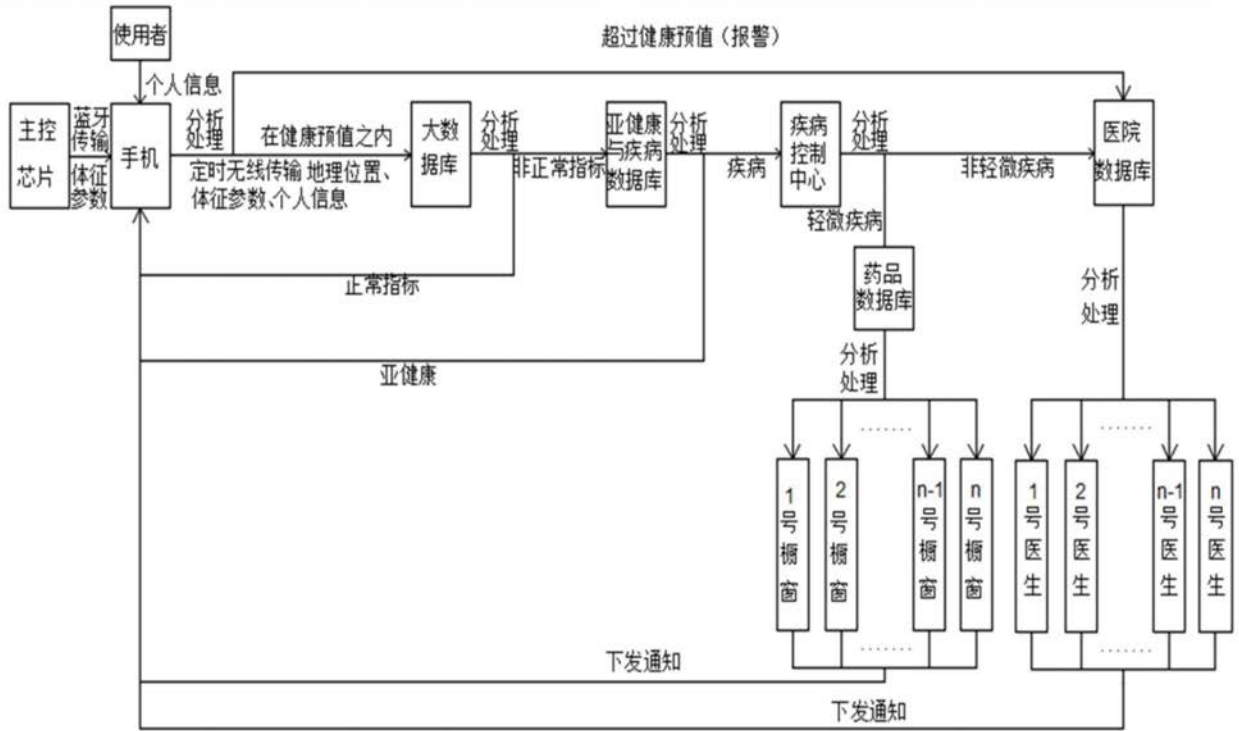 使用者
超过健康预值（报警）
个人信息
主控
芯片
蓝牙
传输
体征
参数
手机
分析
处理
在健康预值之内
定时无线传输 地理位置、
体征参数、个人信息
大数
据库
分析
处理
非正常指标
亚健康
与疾病
数据库
分析
处理
疾病
疾病
控制
中心
分析
处理
非轻微疾病
医院
数据库
轻微疾病
正常指标
药品
数据库
分析
处理
亚健康
分析
处理
.......
.......
1号橱窗
2号橱窗
n-1号橱窗
n号橱窗
1号医生
2号医生
n-1号医生
n号医生
.......
.......
下发通知
下发通知